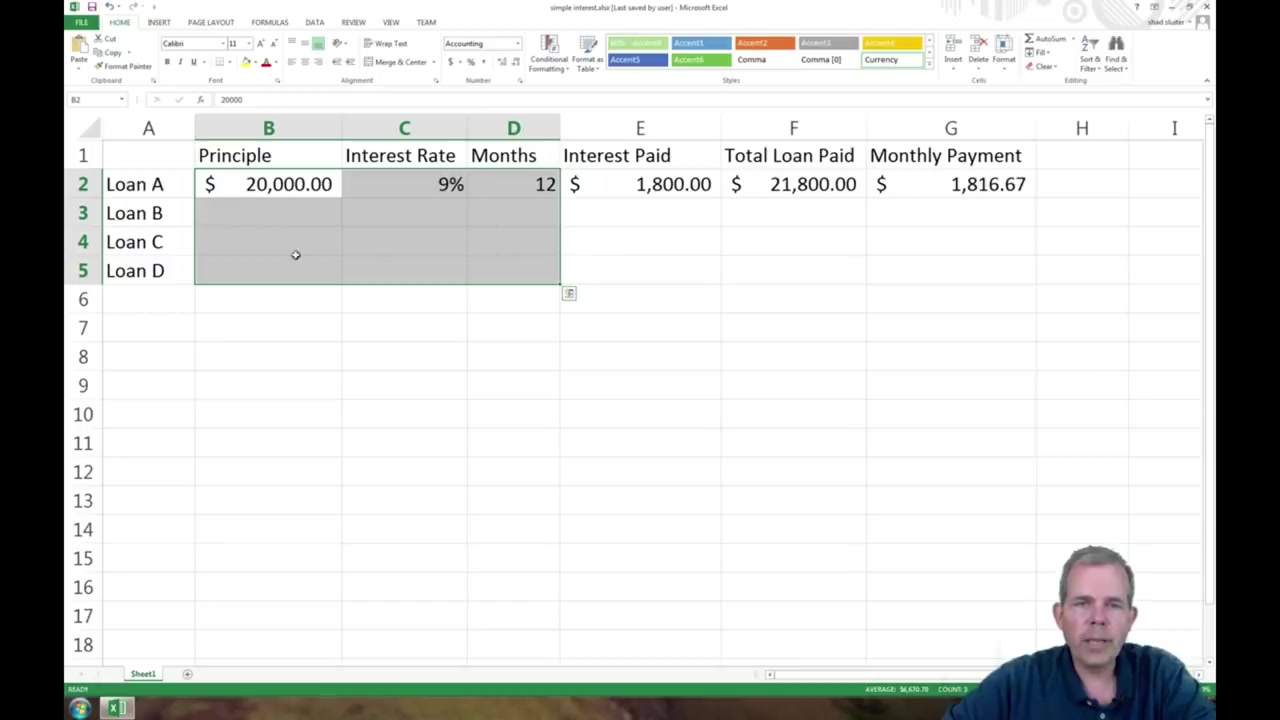 simple interest.xlsx [Last saved by user] - Microsoft Excel
FILE HOME INSERT PAGE LAYOUT FORMULAS DATA REVIEW VIEW TEAM shad sluiter
Cut Calibri 11 Wrap Text Accounting Accent1 Accent2 Accent3 Accent4 AutoSum
Copy Fill
Paste Format Painter B I U Merge & Center $ % Conditional Formatting Format as Table Accent5 Accent6 Comma Comma [0] Currency Insert Delete Format Clear Sort & Filter Find & Select
Clipboard Font Alignment Number Styles Cells Editing
B2 fx 20000
A B C D E F G H I
1 Principle Interest Rate Months Interest Paid Total Loan Paid Monthly Payment
2 Loan A $ 20,000.00 9% 12 $ 1,800.00 $ 21,800.00 $ 1,816.67
3 Loan B
4 Loan C
5 Loan D
6
7
8
9
10
11
12
13
14
15
16
17
18
Sheet1
READY AVERAGE: $6,670.70 COUNT: 3